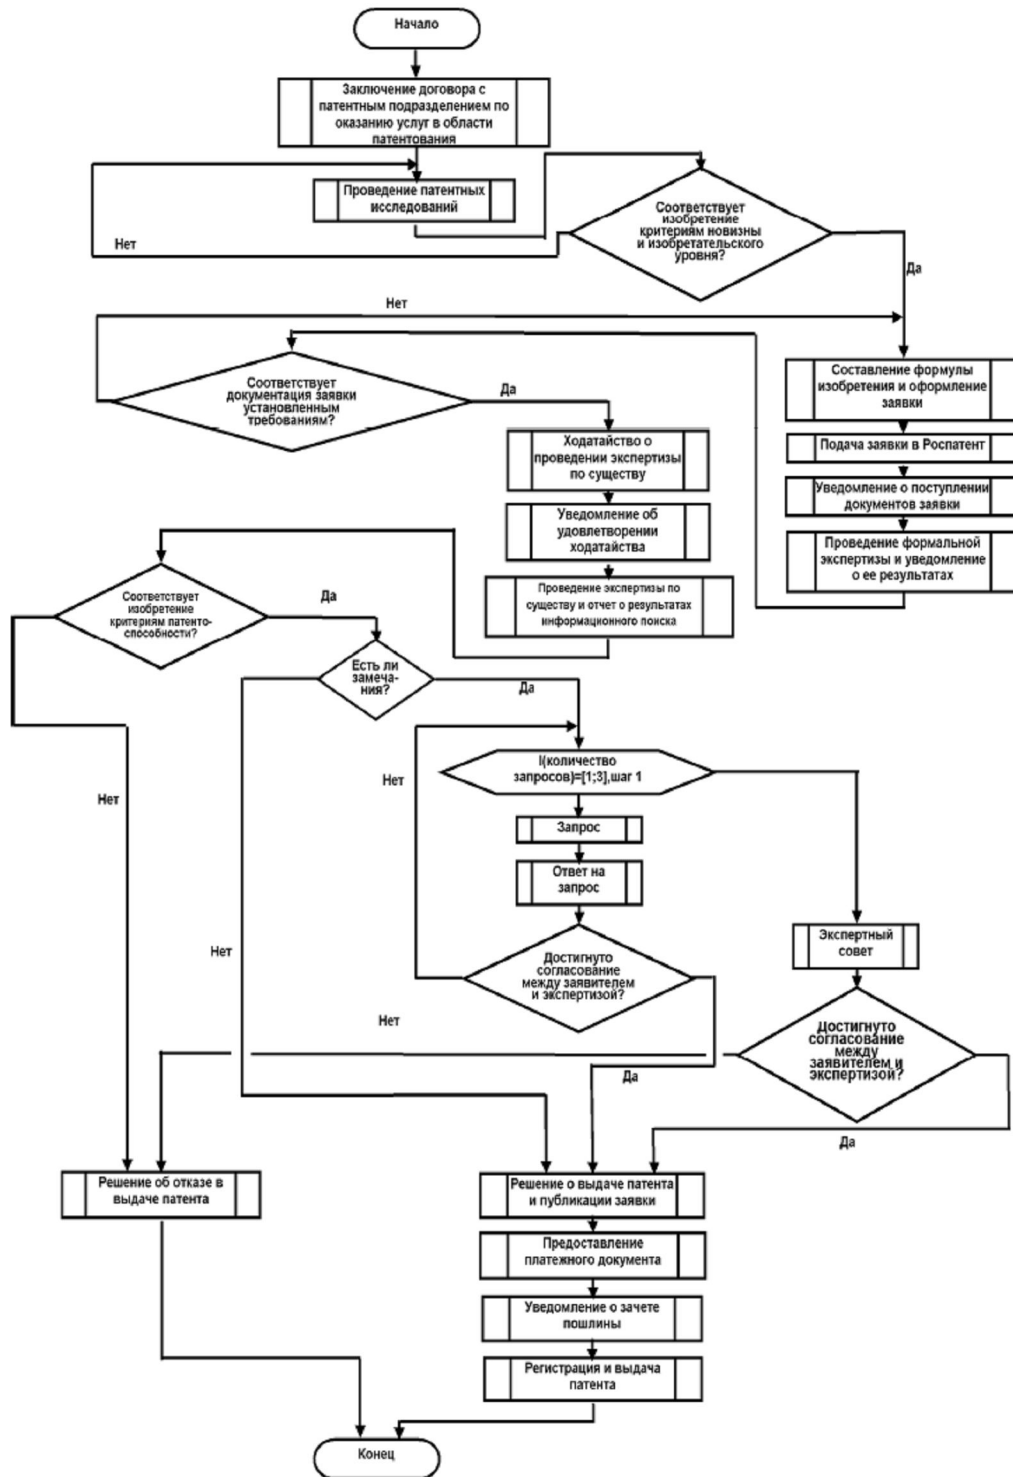 Начало
Заключение договора с
патентным подразделением по
оказанию услуг в области
патентования
Проведение патентных
исследований
Соответствует
изобретение
критериям новизны
и изобретательского
уровня?
Нет
Да
Нет
Соответствует
документация заявки
установленным
требованиям?
Да
Составление формулы
изобретения и оформление
заявки
Подача заявки в Роспатент
Уведомление о поступлении
документов заявки
Проведение формальной
экспертизы и уведомление
о ее результатах
Ходатайство о
проведении экспертизы
по существу
Уведомление об
удовлетворении
ходатайства
Проведение экспертизы по
существу и отчет о результатах
информационного поиска
Соответствует
изобретение
критериям патенто-
способности?
Да
Есть ли
замеча-
ния?
Да
Нет
Нет
I(количество
запросов)=[1;3],шаг 1
Запрос
Ответ на
запрос
Нет
Достигнуто
согласование
между заявителем
и экспертизой?
Экспертный
совет
Нет
Достигнуто
согласование
между
заявителем и
экспертизой?
Да
Да
Решение об отказе в
выдаче патента
Решение о выдаче патента
и публикации заявки
Предоставление
платежного документа
Уведомление о зачете
пошлины
Регистрация и выдача
патента
Конец